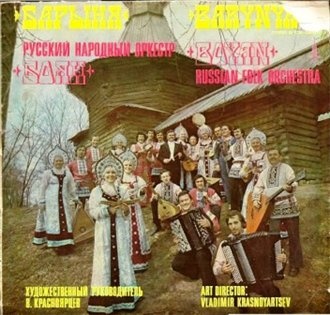 БАРЫНЯ
BARYNYA
РУССКИЙ НАРОДНЫЙ ОРКЕСТР
БАЯН
BAYAN
RUSSIAN FOLK ORCHESTRA
ХУДОЖЕСТВЕННЫЙ РУКОВОДИТЕЛЬ
В. КРАСНОЯРЦЕВ
ART DIRECTOR:
VLADIMIR KRASNOYARTSEV